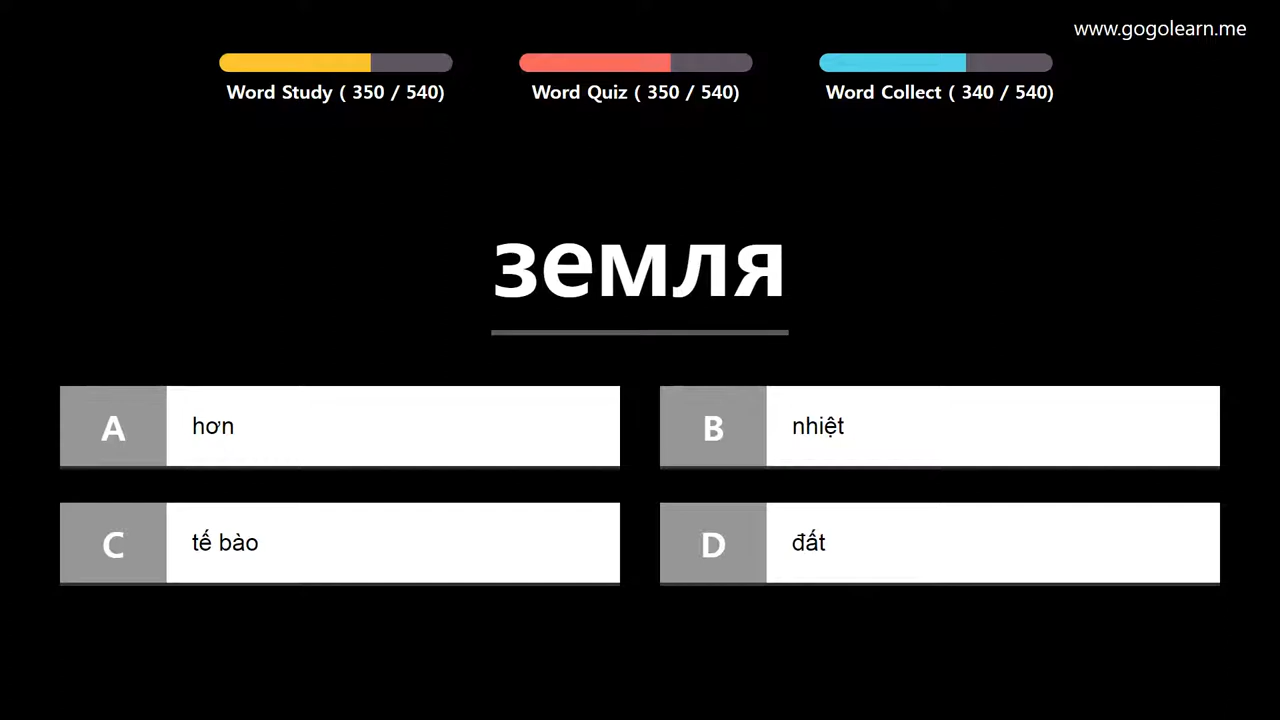 www.gogolearn.me
Word Study ( 350 / 540)
Word Quiz ( 350 / 540)
Word Collect ( 340 / 540)
земля
A hơn
B nhiệt
C tế bào
D đất